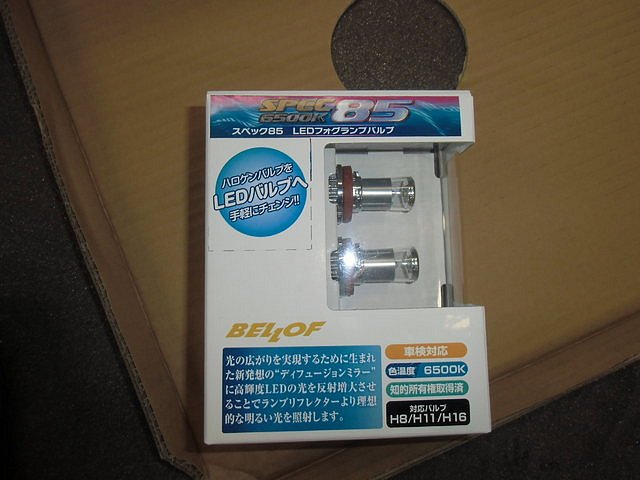 SPEC 85
6500K
スペック85 LEDフォグランプバルブ
ハロゲンバルブを
LEDバルブへ
手軽にチェンジ!!
BELLOF
光の広がりを実現するために生まれ
た新発想の“ディフュージョンミラー”
に高輝度LEDの光を反射増大させ
ることでランプリフレクターより理想
的な明るい光を照射します。
車検対応
色温度 6500K
知的所有権取得済
対応バルブ
H8/H11/H16